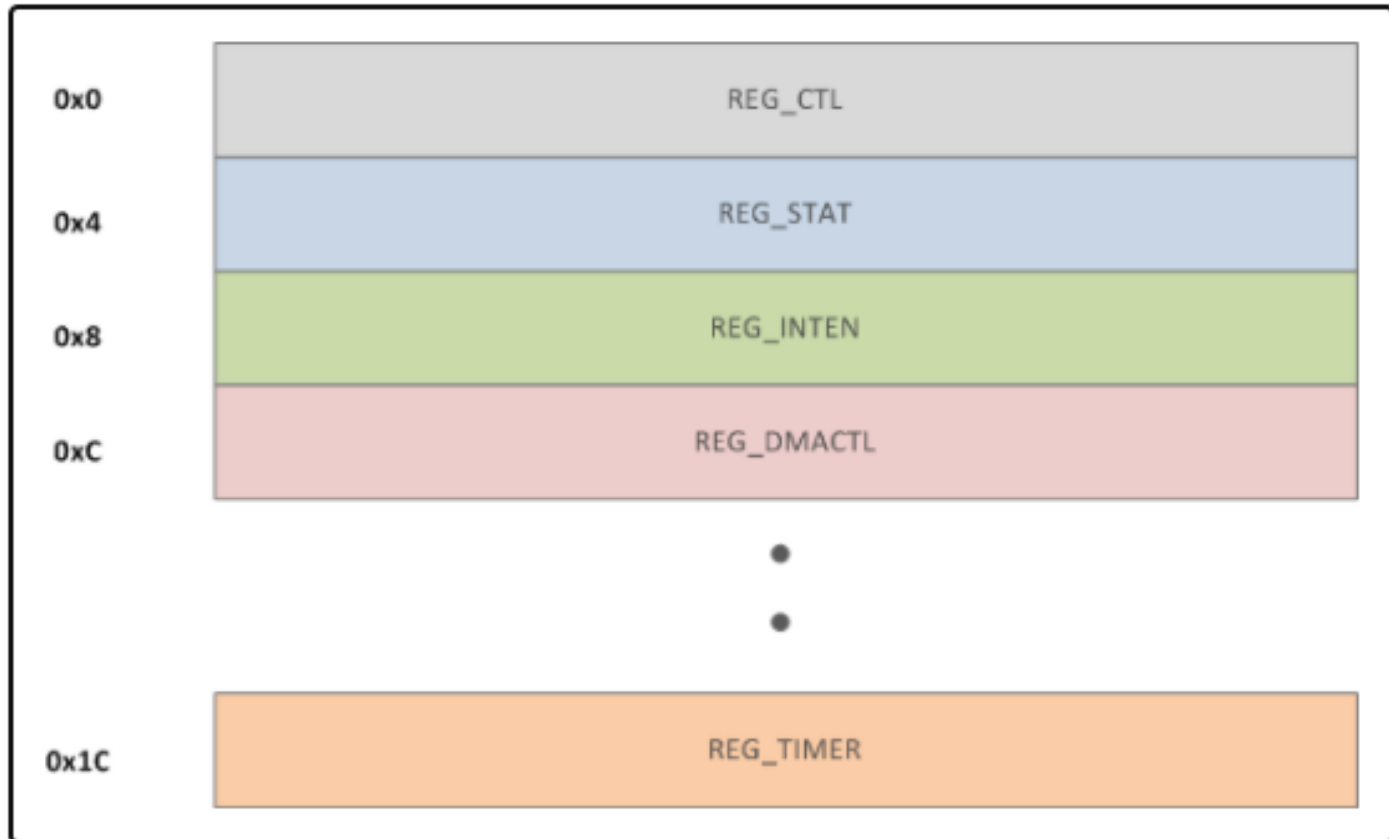 0x0 REG_CTL
0x4 REG_STAT
0x8 REG_INTEN
0xC REG_DMACTL
0x1C REG_TIMER